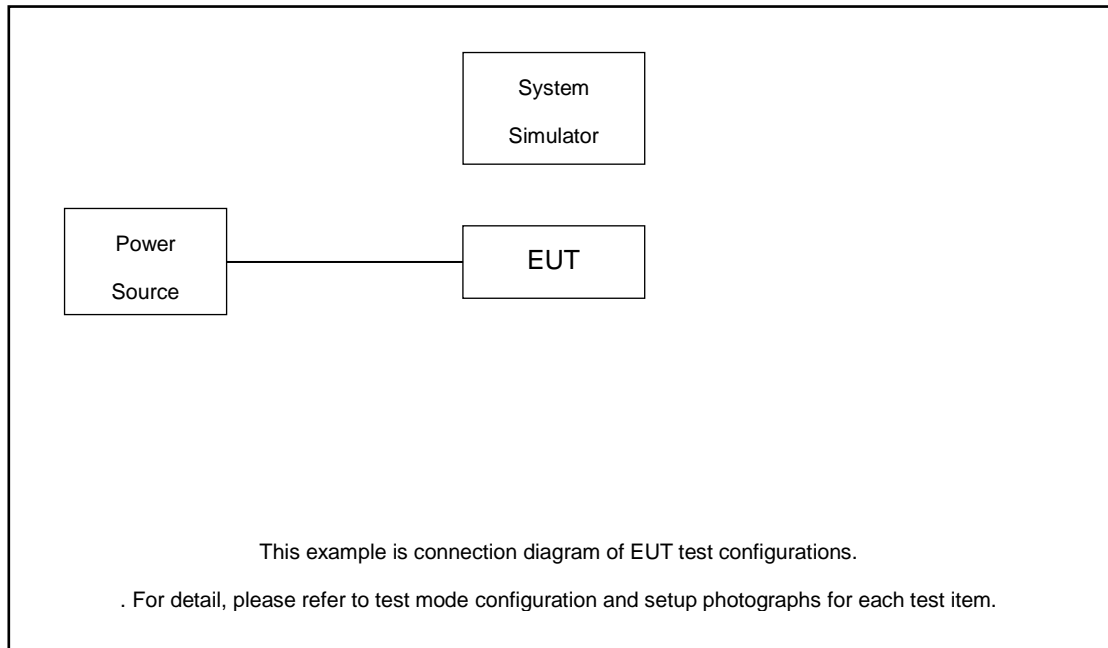 System
Simulator
Power
Source
EUT
This example is connection diagram of EUT test configurations.
. For detail, please refer to test mode configuration and setup photographs for each test item.